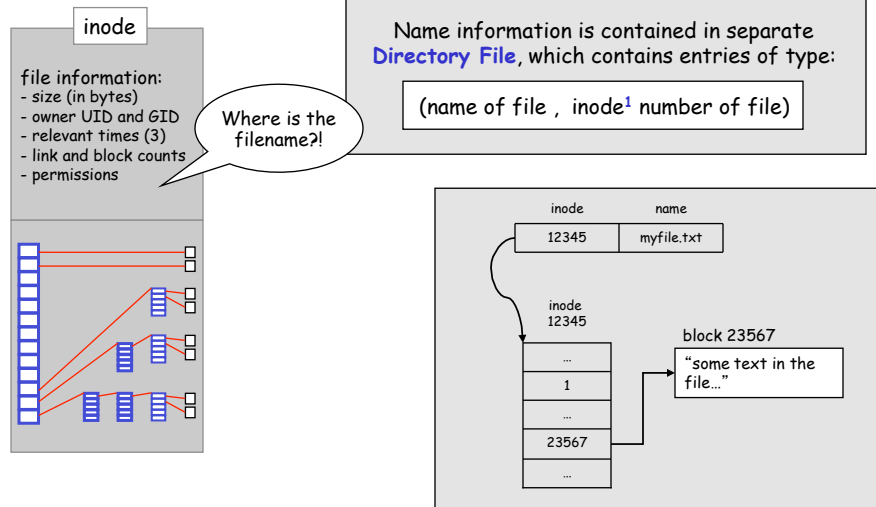 inode
file information:
- size (in bytes)
- owner UID and GID
- relevant times (3)
- link and block counts
- permissions
Where is the
filename?!
Name information is contained in separate
Directory File, which contains entries of type:
(name of file , inode¹ number of file)
inode name
12345 myfile.txt
inode
12345
...
1
...
23567
...
block 23567
“some text in the
file...”